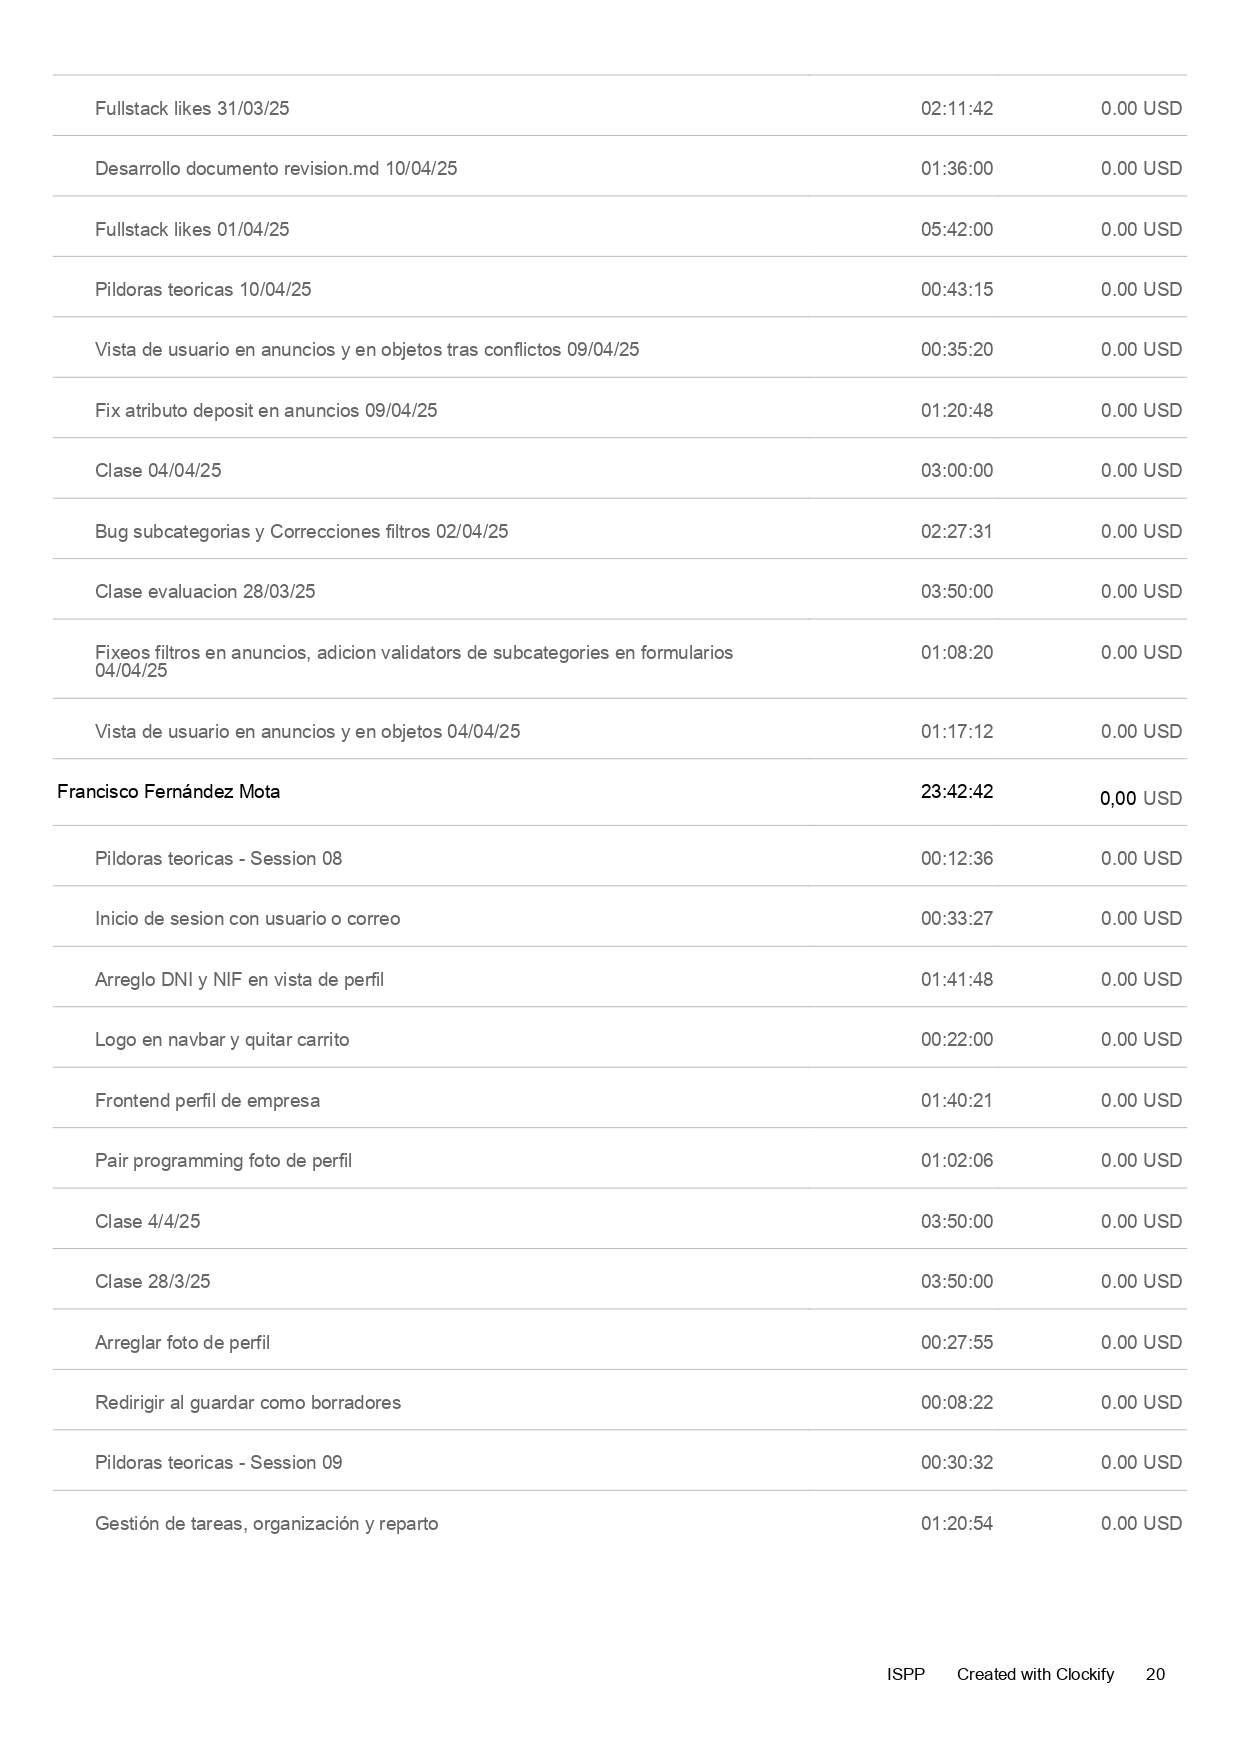 Fullstack likes 31/03/25 02:11:42 0.00 USD
Desarrollo documento revision.md 10/04/25 01:36:00 0.00 USD
Fullstack likes 01/04/25 05:42:00 0.00 USD
Pildoras teoricas 10/04/25 00:43:15 0.00 USD
Vista de usuario en anuncios y en objetos tras conflictos 09/04/25 00:35:20 0.00 USD
Fix atributo deposit en anuncios 09/04/25 01:20:48 0.00 USD
Clase 04/04/25 03:00:00 0.00 USD
Bug subcategorias y Correcciones filtros 02/04/25 02:27:31 0.00 USD
Clase evaluacion 28/03/25 03:50:00 0.00 USD
Fixeos filtros en anuncios, adicion validators de subcategories en formularios 01:08:20 0.00 USD
04/04/25
Vista de usuario en anuncios y en objetos 04/04/25 01:17:12 0.00 USD
Francisco Fernández Mota 23:42:42 0,00 USD
Pildoras teoricas - Session 08 00:12:36 0.00 USD
Inicio de sesion con usuario o correo 00:33:27 0.00 USD
Arreglo DNI y NIF en vista de perfil 01:41:48 0.00 USD
Logo en navbar y quitar carrito 00:22:00 0.00 USD
Frontend perfil de empresa 01:40:21 0.00 USD
Pair programming foto de perfil 01:02:06 0.00 USD
Clase 4/4/25 03:50:00 0.00 USD
Clase 28/3/25 03:50:00 0.00 USD
Arreglar foto de perfil 00:27:55 0.00 USD
Redirigir al guardar como borradores 00:08:22 0.00 USD
Pildoras teoricas - Session 09 00:30:32 0.00 USD
Gestión de tareas, organización y reparto 01:20:54 0.00 USD
ISPP Created with Clockify 20